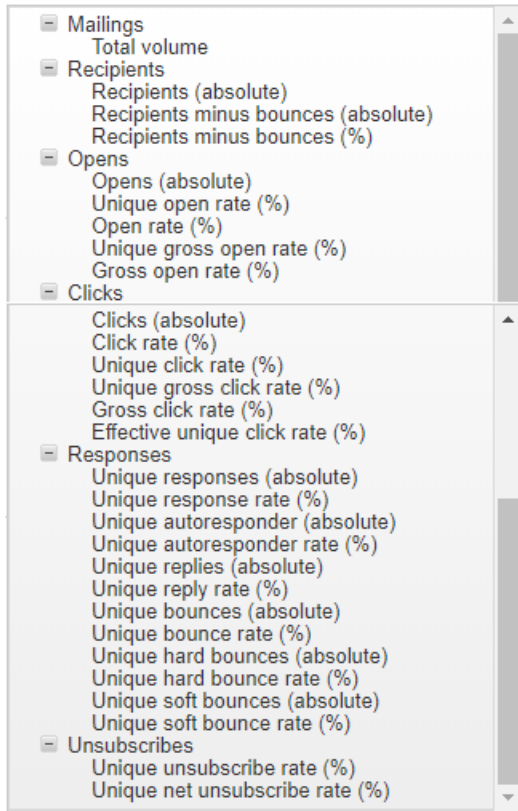 Mailings
Total volume
Recipients
Recipients (absolute)
Recipients minus bounces (absolute)
Recipients minus bounces (%)
Opens
Opens (absolute)
Unique open rate (%)
Open rate (%)
Unique gross open rate (%)
Gross open rate (%)
Clicks
Clicks (absolute)
Click rate (%)
Unique click rate (%)
Unique gross click rate (%)
Gross click rate (%)
Effective unique click rate (%)
Responses
Unique responses (absolute)
Unique response rate (%)
Unique autoresponder (absolute)
Unique autoresponder rate (%)
Unique replies (absolute)
Unique reply rate (%)
Unique bounces (absolute)
Unique bounce rate (%)
Unique hard bounces (absolute)
Unique hard bounce rate (%)
Unique soft bounces (absolute)
Unique soft bounce rate (%)
Unsubscribes
Unique unsubscribe rate (%)
Unique net unsubscribe rate (%)